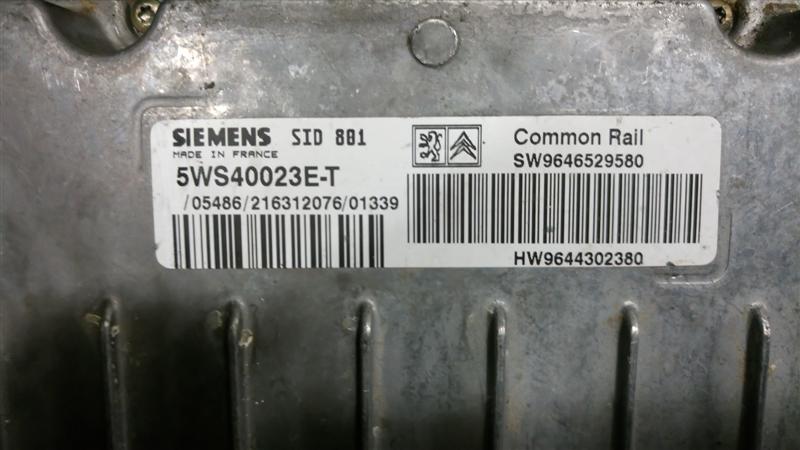 SIEMENS SID 801
MADE IN FRANCE
5WS40023E-T
/05486/216312076/01339
Common Rail
SW9646529580
HW9644302380